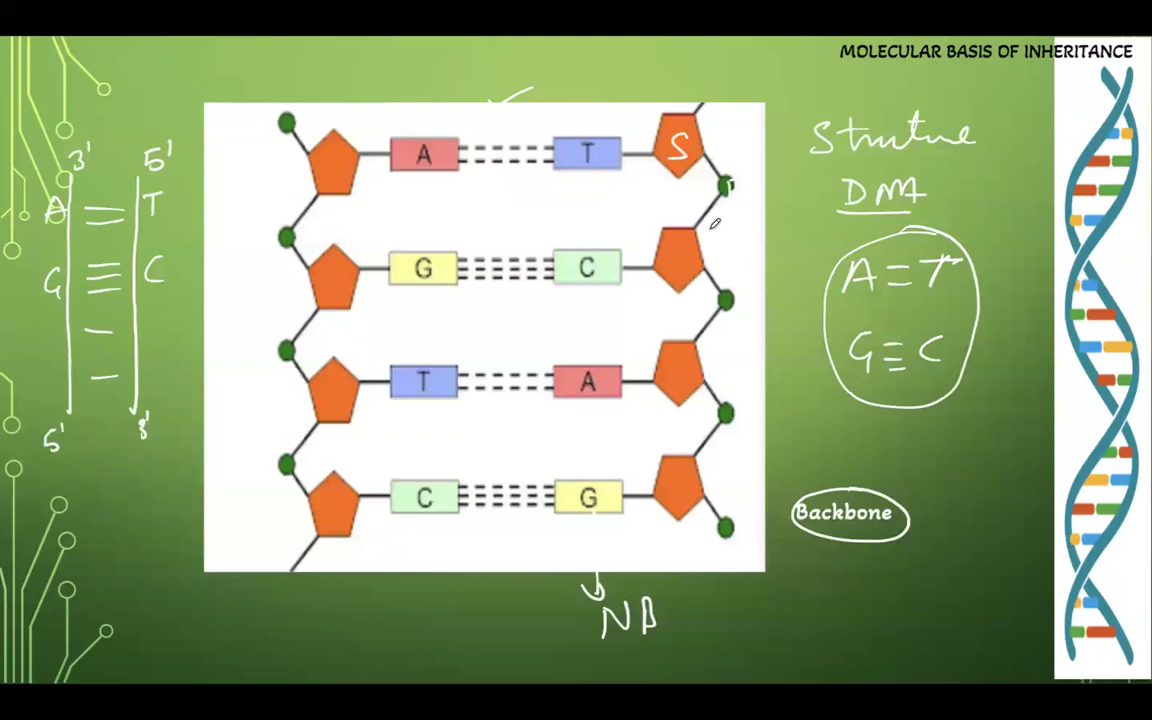 MOLECULAR BASIS OF INHERITANCE
3' 5'
A = T
G ≡ C
5' 3'
A T S
G C
T A
C G
NB
Structure
DNA
A = T
G ≡ C
Backbone